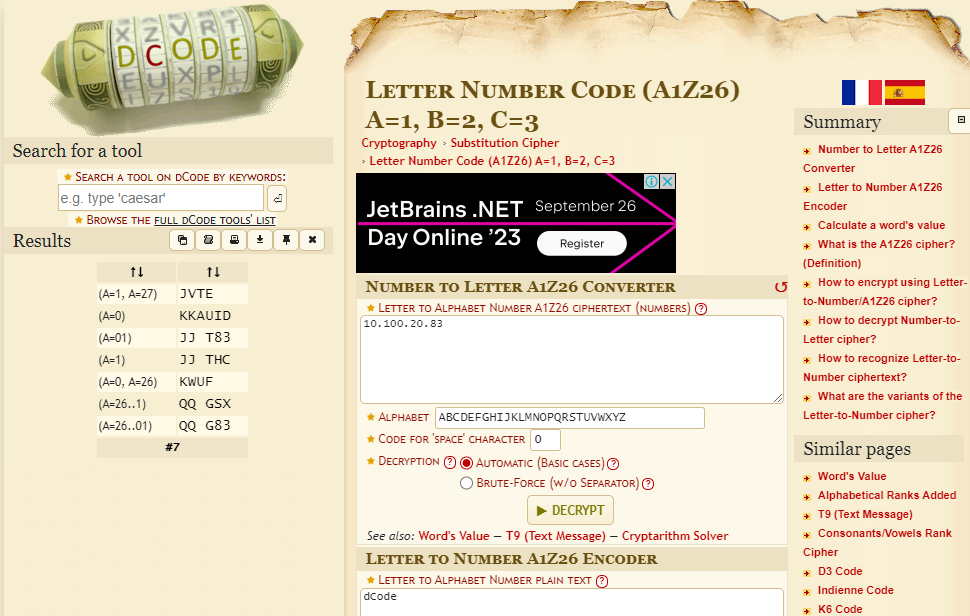 DCODE
Search for a tool
★ Search a tool on dCode by keywords:
e.g. type 'caesar'
★ Browse the full dCode tools' list
Results
↑↓ ↑↓
(A=1, A=27) JVTE
(A=0) KKAUID
(A=01) JJ T83
(A=1) JJ THC
(A=0, A=26) KWUF
(A=26..1) QQ GSX
(A=26..01) QQ G83
#7
Letter Number Code (A1Z26)
A=1, B=2, C=3
Cryptography › Substitution Cipher
› Letter Number Code (A1Z26) A=1, B=2, C=3
JetBrains .NET
Day Online '23
September 26
Register
Number to Letter A1Z26 Converter
★ Letter to Alphabet Number A1Z26 ciphertext (numbers) ?
10.100.20.83
★ Alphabet ABCDEFGHIJKLMNOPQRSTUVWXYZ
★ Code for 'space' character 0
★ Decryption ? Automatic (Basic cases) ?
Brute-Force (w/o Separator) ?
▶ DECRYPT
See also: Word's Value — T9 (Text Message) — Cryptarithm Solver
Letter to Number A1Z26 Encoder
★ Letter to Alphabet Number plain text ?
dCode
Summary
Number to Letter A1Z26
Converter
Letter to Number A1Z26
Encoder
Calculate a word's value
What is the A1Z26 cipher?
(Definition)
How to encrypt using Letter-
to-Number/A1Z26 cipher?
How to decrypt Number-to-
Letter cipher?
How to recognize Letter-to-
Number ciphertext?
What are the variants of the
Letter-to-Number cipher?
Similar pages
Word's Value
Alphabetical Ranks Added
T9 (Text Message)
Consonants/Vowels Rank
Cipher
D3 Code
Indienne Code
K6 Code